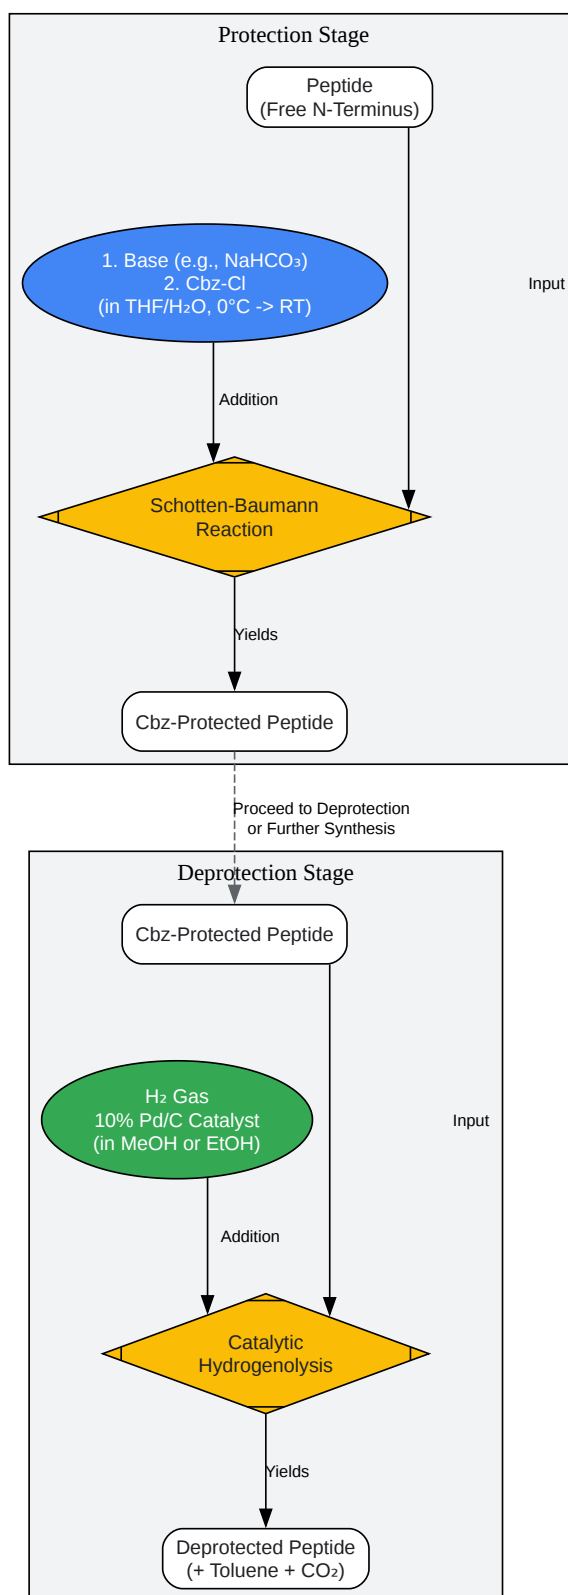 Protection Stage
Peptide
(Free N-Terminus)
1. Base (e.g., NaHCO₃)
2. Cbz-Cl
(in THF/H₂O, 0°C -> RT)
Input
Addition
Schotten-Baumann
Reaction
Yields
Cbz-Protected Peptide
Proceed to Deprotection
or Further Synthesis
Deprotection Stage
Cbz-Protected Peptide
H₂ Gas
10% Pd/C Catalyst
(in MeOH or EtOH)
Input
Addition
Catalytic
Hydrogenolysis
Yields
Deprotected Peptide
(+ Toluene + CO₂)